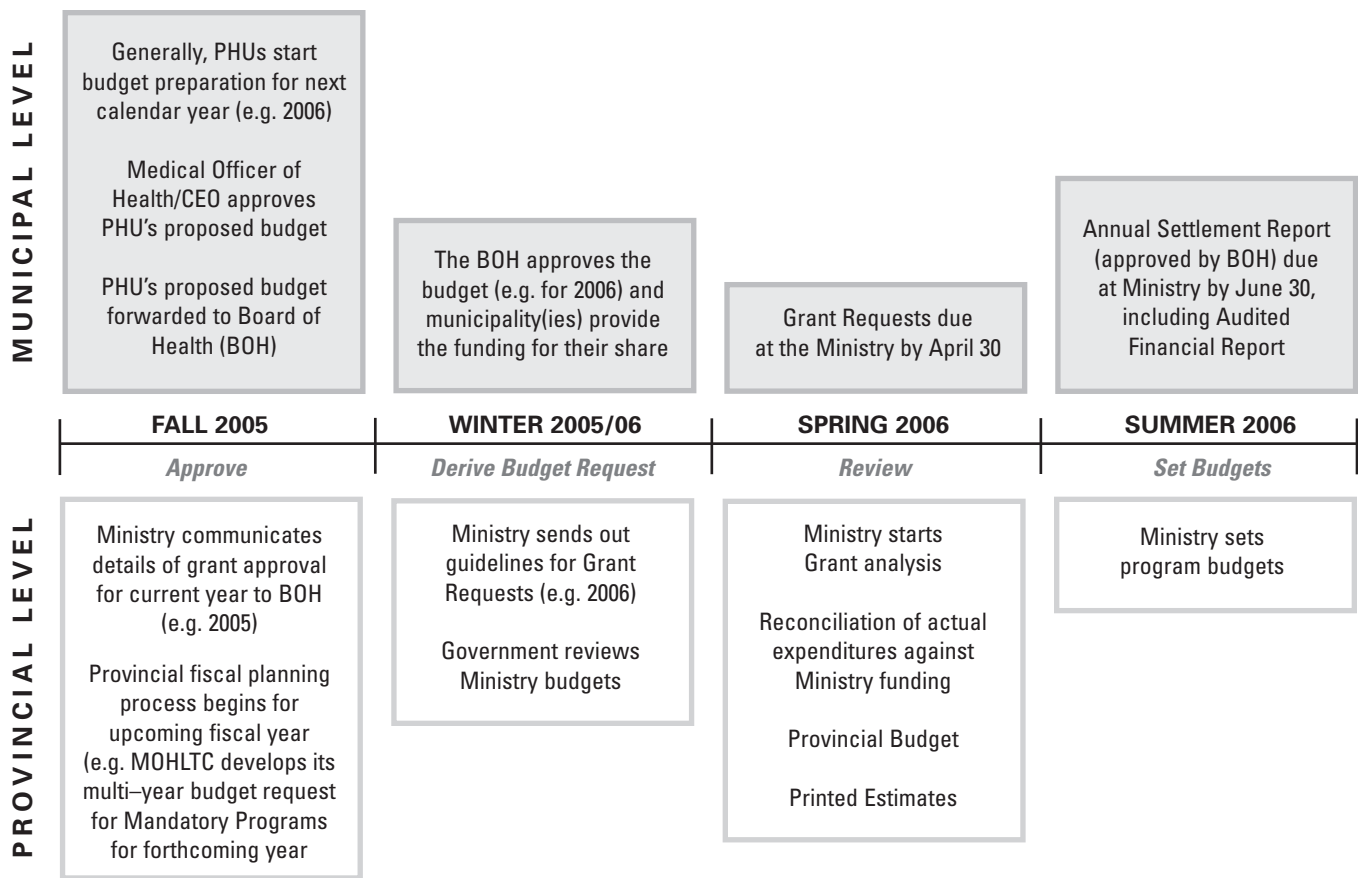 MUNICIPAL LEVEL
Generally, PHUs start
budget preparation for next
calendar year (e.g. 2006)
Medical Officer of
Health/CEO approves
PHU's proposed budget
PHU's proposed budget
forwarded to Board of
Health (BOH)
The BOH approves the
budget (e.g. for 2006) and
municipality(ies) provide
the funding for their share
Grant Requests due
at the Ministry by April 30
Annual Settlement Report
(approved by BOH) due
at Ministry by June 30,
including Audited
Financial Report
FALL 2005
WINTER 2005/06
SPRING 2006
SUMMER 2006
Approve
Derive Budget Request
Review
Set Budgets
PROVINCIAL LEVEL
Ministry communicates
details of grant approval
for current year to BOH
(e.g. 2005)
Provincial fiscal planning
process begins for
upcoming fiscal year
(e.g. MOHLTC develops its
multi–year budget request
for Mandatory Programs
for forthcoming year
Ministry sends out
guidelines for Grant
Requests (e.g. 2006)
Government reviews
Ministry budgets
Ministry starts
Grant analysis
Reconciliation of actual
expenditures against
Ministry funding
Provincial Budget
Printed Estimates
Ministry sets
program budgets